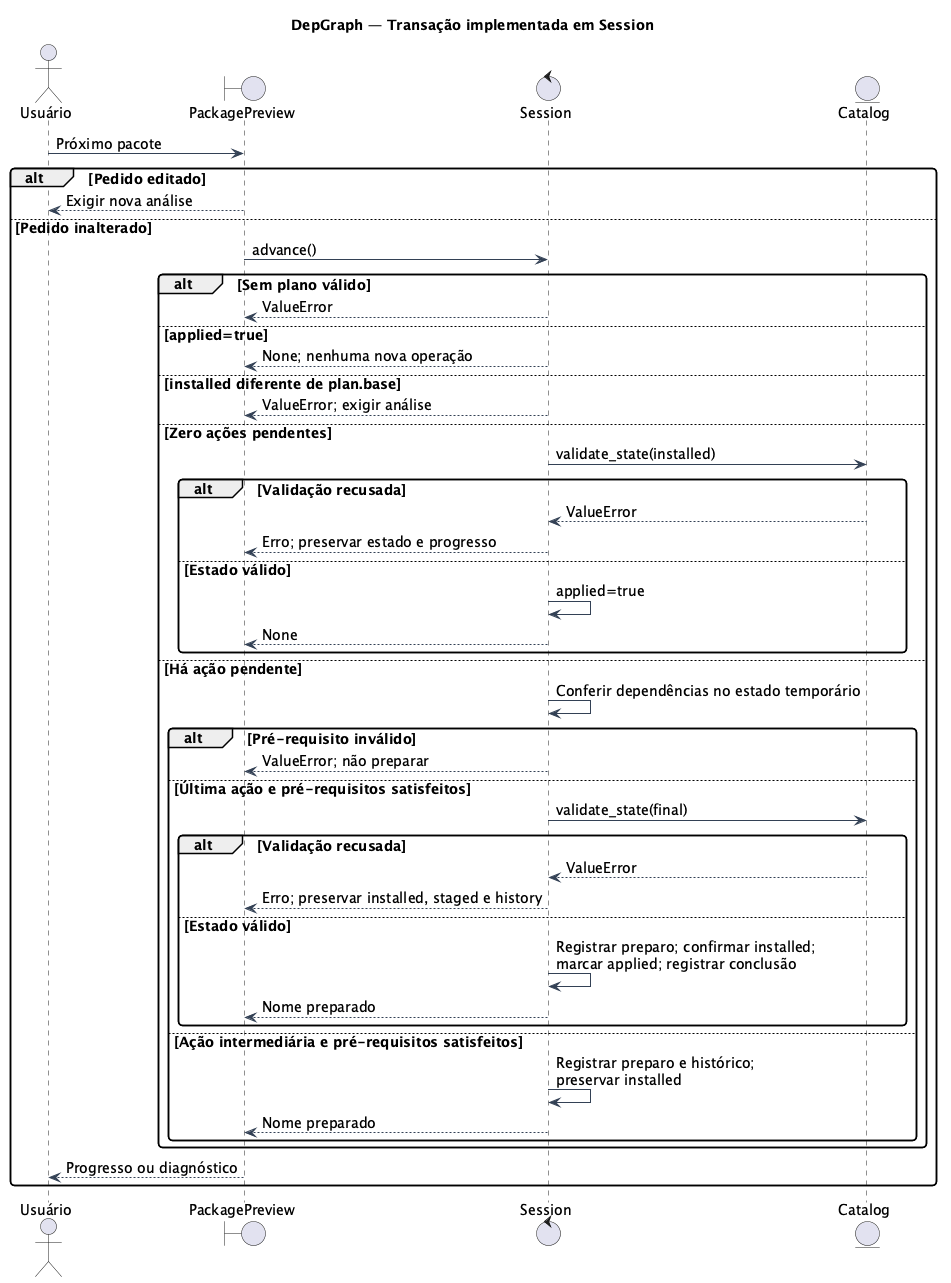 DepGraph — Transação implementada em Session
Usuário
PackagePreview
Session
Catalog
Próximo pacote
alt
[Pedido editado]
Exigir nova análise
[Pedido inalterado]
advance()
alt
[Sem plano válido]
ValueError
[applied=true]
None; nenhuma nova operação
[installed diferente de plan.base]
ValueError; exigir análise
[Zero ações pendentes]
validate_state(installed)
alt
[Validação recusada]
ValueError
Erro; preservar estado e progresso
[Estado válido]
applied=true
None
[Há ação pendente]
Conferir dependências no estado temporário
alt
[Pré-requisito inválido]
ValueError; não preparar
[Última ação e pré-requisitos satisfeitos]
validate_state(final)
alt
[Validação recusada]
ValueError
Erro; preservar installed, staged e history
[Estado válido]
Registrar preparo; confirmar installed;
marcar applied; registrar conclusão
Nome preparado
[Ação intermediária e pré-requisitos satisfeitos]
Registrar preparo e histórico;
preservar installed
Nome preparado
Progresso ou diagnóstico
Usuário
PackagePreview
Session
Catalog